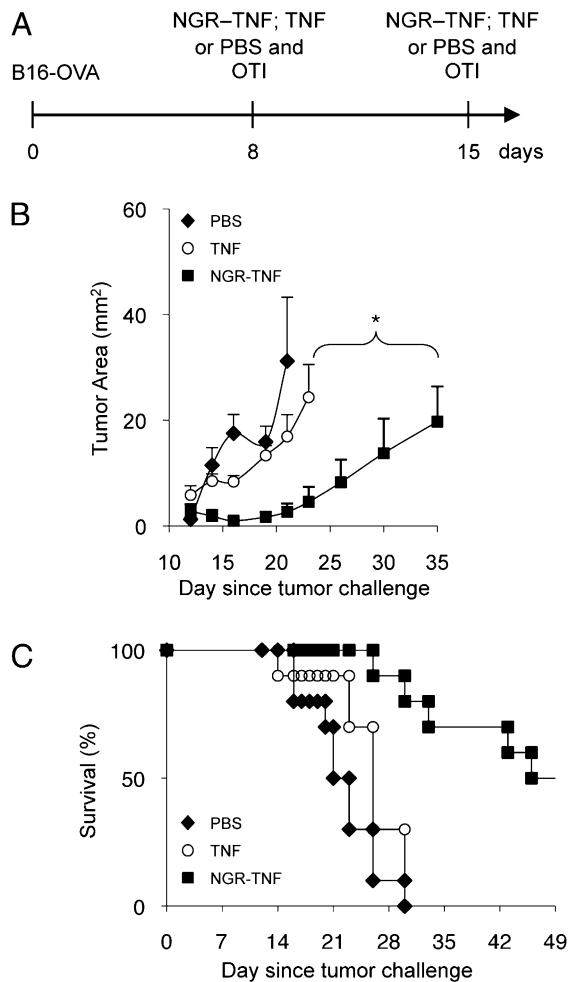 A
NGR–TNF; TNF
or PBS and
OTI
NGR–TNF; TNF
or PBS and
OTI
B16-OVA
0
8
15
days
B
60
40
20
0
Tumor Area (mm²)
PBS
TNF
NGR-TNF
*
10
15
20
25
30
35
Day since tumor challenge
C
100
50
0
Survival (%)
PBS
TNF
NGR-TNF
0
7
14
21
28
35
42
49
Day since tumor challenge